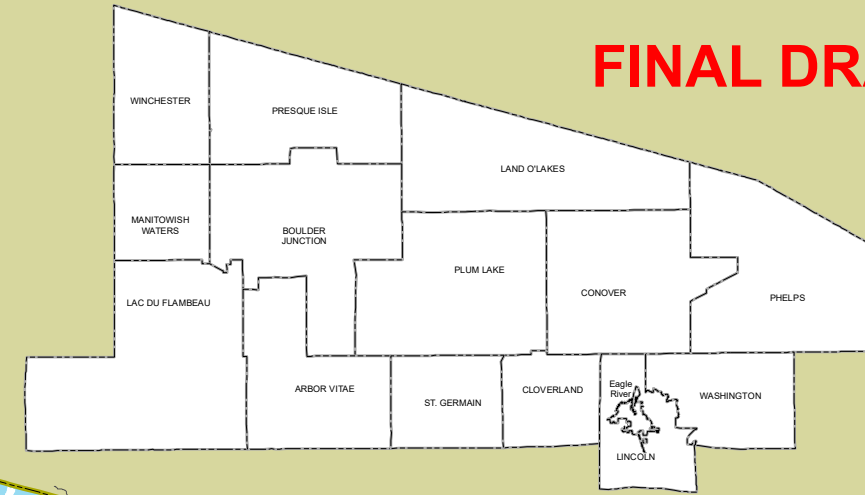 FINAL DRA
WINCHESTER
PRESQUE ISLE
LAND O'LAKES
MANITOWISH
WATERS
BOULDER
JUNCTION
PLUM LAKE
CONOVER
PHELPS
LAC DU FLAMBEAU
ARBOR VITAE
ST. GERMAIN
CLOVERLAND
Eagle
River
WASHINGTON
LINCOLN